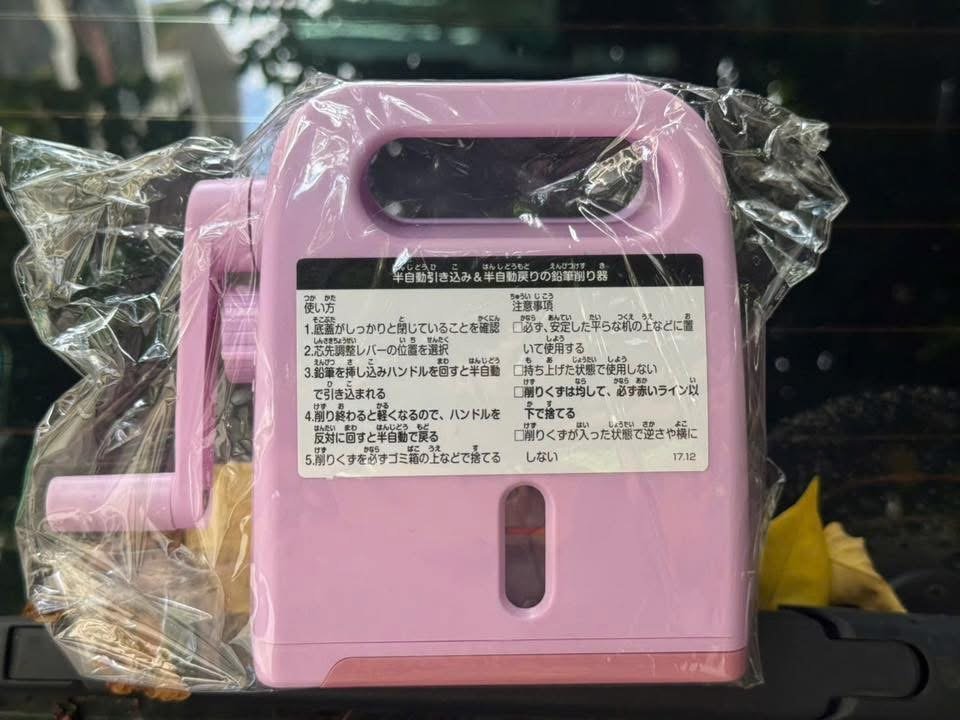 半自動引き込み&半自動戻りの鉛筆削り器
使い方
1.底蓋がしっかりと閉じていることを確認
2.芯先調整レバーの位置を選択
3.鉛筆を挿し込みハンドルを回すと半自動
で引き込まれる
4.削り終わると軽くなるので、ハンドルを
反対に回すと半自動で戻る
5.削りくずを必ずゴミ箱の上などで捨てる
注意事項
□必ず、安定した平らな机の上などに置
いて使用する
□持ち上げた状態で使用しない
□削りくずは均して、必ず赤いライン以
下で捨てる
□削りくずが入った状態で逆さや横に
しない
17.12